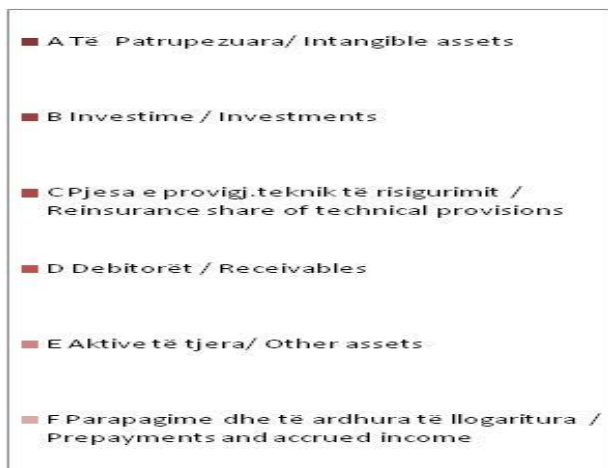 A Të Patrupezuara/ Intangible assets
B Investime / Investments
C Pjesa e provigj.teknik të risigurimit /
Reinsurance share of technical provisions
D Debitorët / Receivables
E Aktive të tjera/ Other assets
F Parapagime dhe të ardhura të llogaritura /
Prepayments and accrued income